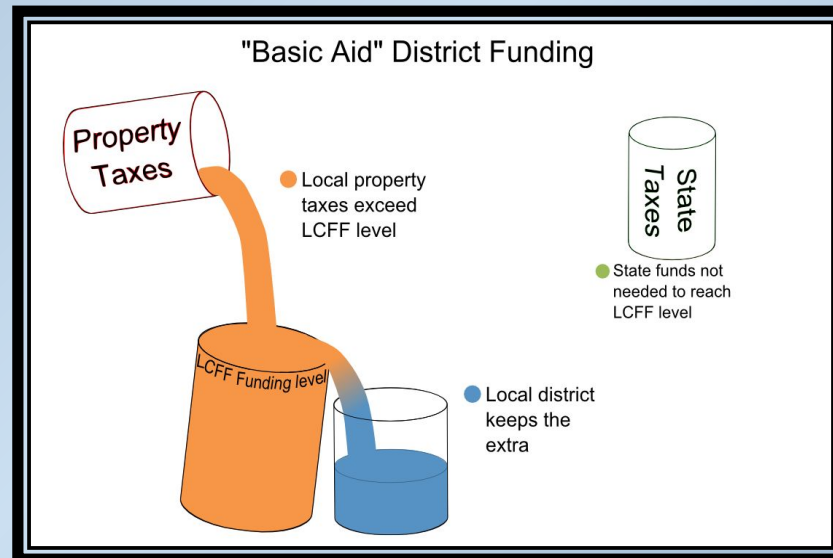 "Basic Aid" District Funding
Property
Taxes
Local property
taxes exceed
LCFF level
State
Taxes
State funds not
needed to reach
LCFF level
LCFF Funding level
Local district
keeps the
extra